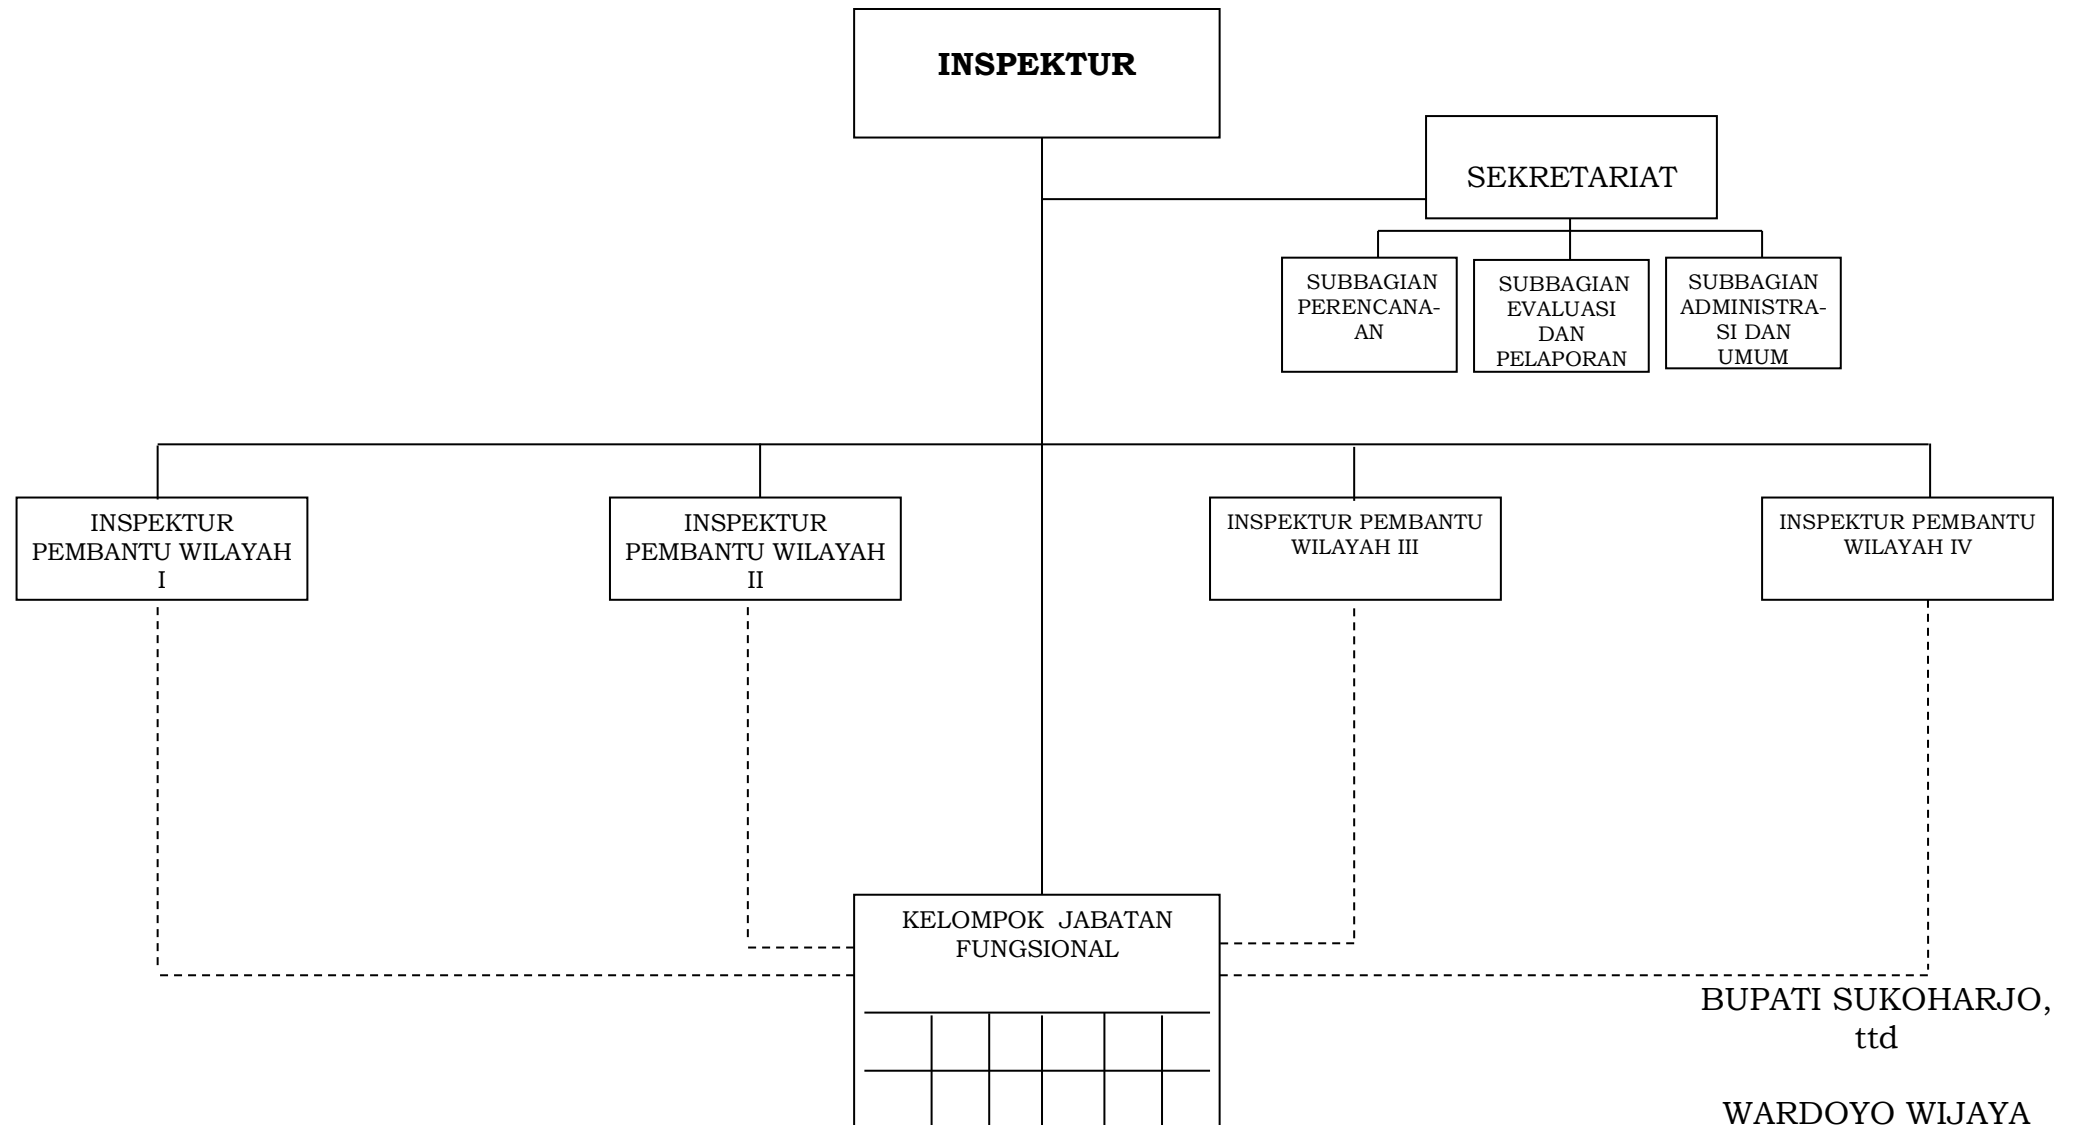 INSPEKTUR
SEKRETARIAT
SUBBAGIAN
PERENCANA-
AN
SUBBAGIAN
EVALUASI
DAN
PELAPORAN
SUBBAGIAN
ADMINISTRA-
SI DAN
UMUM
INSPEKTUR
PEMBANTU WILAYAH
I
INSPEKTUR
PEMBANTU WILAYAH
II
INSPEKTUR PEMBANTU
WILAYAH III
INSPEKTUR PEMBANTU
WILAYAH IV
KELOMPOK JABATAN
FUNGSIONAL
BUPATI SUKOHARJO,
ttd
WARDOYO WIJAYA